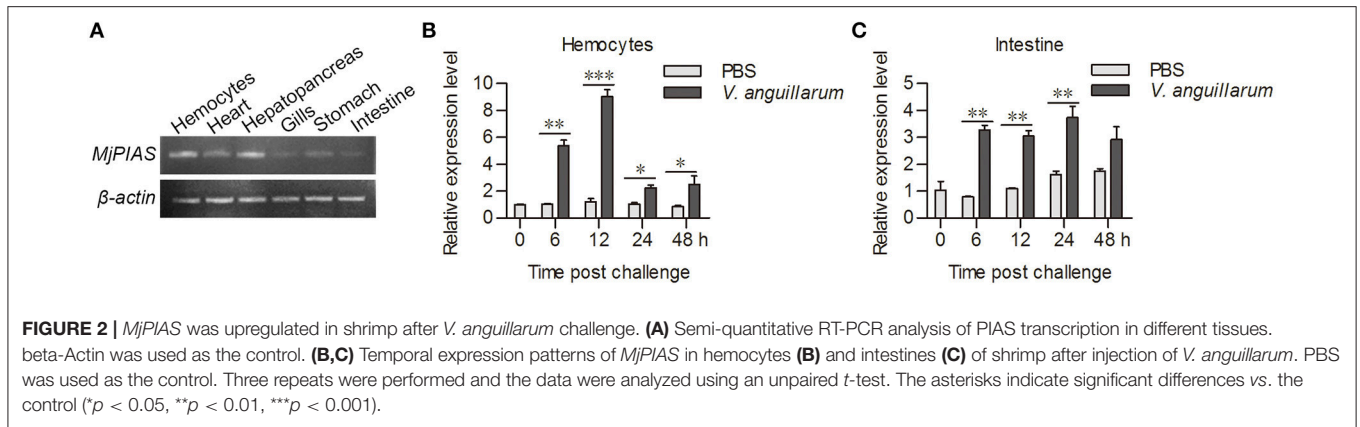 A
Hemocytes
Heart
Hepatopancreas
Gills
Stomach
Intestine
MjPIAS
β-actin
B
Hemocytes
PBS
V. anguillarum
Relative expression level
10
8
6
4
2
0
**
***
*
*
0 6 12 24 48 h
Time post challenge
C
Intestine
PBS
V. anguillarum
Relative expression level
5
4
3
2
1
0
**
**
**
0 6 12 24 48 h
Time post challenge
FIGURE 2 | MjPIAS was upregulated in shrimp after V. anguillarum challenge. (A) Semi-quantitative RT-PCR analysis of PIAS transcription in different tissues.
beta-Actin was used as the control. (B,C) Temporal expression patterns of MjPIAS in hemocytes (B) and intestines (C) of shrimp after injection of V. anguillarum. PBS
was used as the control. Three repeats were performed and the data were analyzed using an unpaired t-test. The asterisks indicate significant differences vs. the
control (*p < 0.05, **p < 0.01, ***p < 0.001).